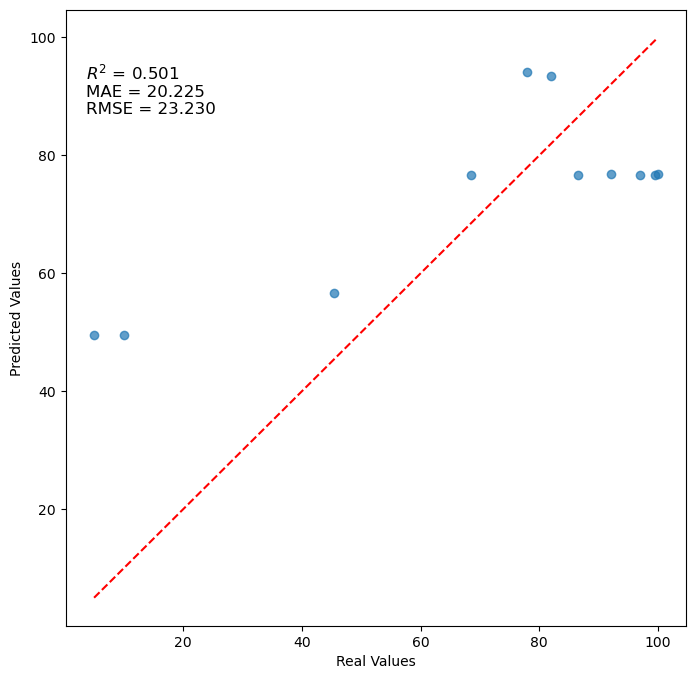 100
80
60
40
20
Predicted Values
R² = 0.501
MAE = 20.225
RMSE = 23.230
20 40 60 80 100
Real Values